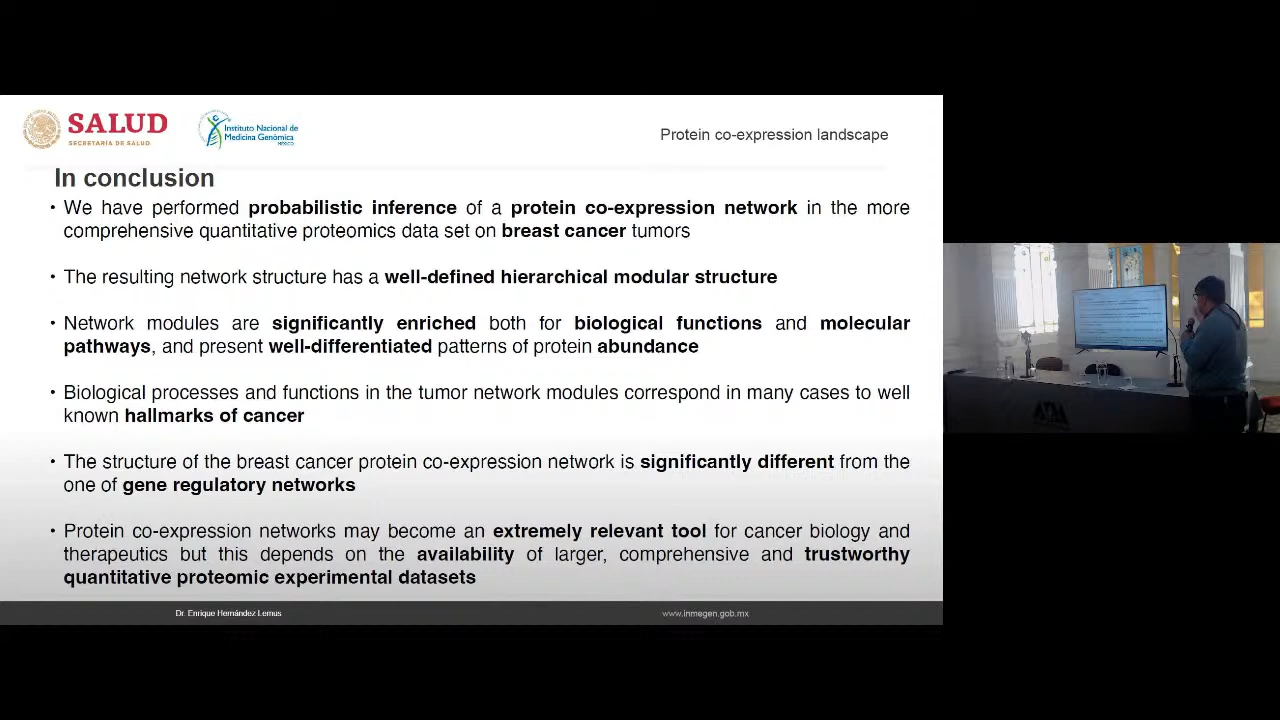 SALUD
SECRETARÍA DE SALUD
Instituto Nacional de
Medicina Genómica
MÉXICO
Protein co-expression landscape
In conclusion
• We have performed probabilistic inference of a protein co-expression network in the more
comprehensive quantitative proteomics data set on breast cancer tumors
• The resulting network structure has a well-defined hierarchical modular structure
• Network modules are significantly enriched both for biological functions and molecular
pathways, and present well-differentiated patterns of protein abundance
• Biological processes and functions in the tumor network modules correspond in many cases to well
known hallmarks of cancer
• The structure of the breast cancer protein co-expression network is significantly different from the
one of gene regulatory networks
• Protein co-expression networks may become an extremely relevant tool for cancer biology and
therapeutics but this depends on the availability of larger, comprehensive and trustworthy
quantitative proteomic experimental datasets
Dr. Enrique Hernández Lemus
www.inmegen.gob.mx